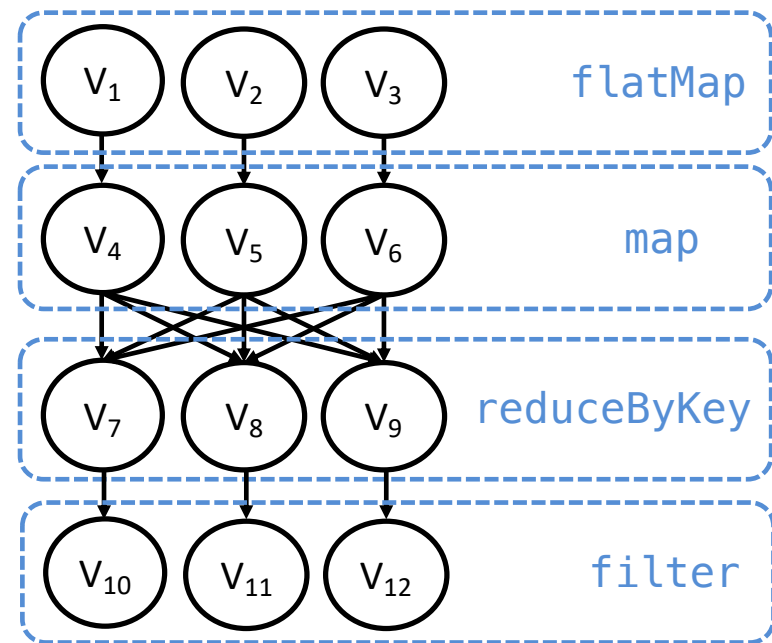 V₁ V₂ V₃ flatMap
V₄ V₅ V₆ map
V₇ V₈ V₉ reduceByKey
V₁₀ V₁₁ V₁₂ filter